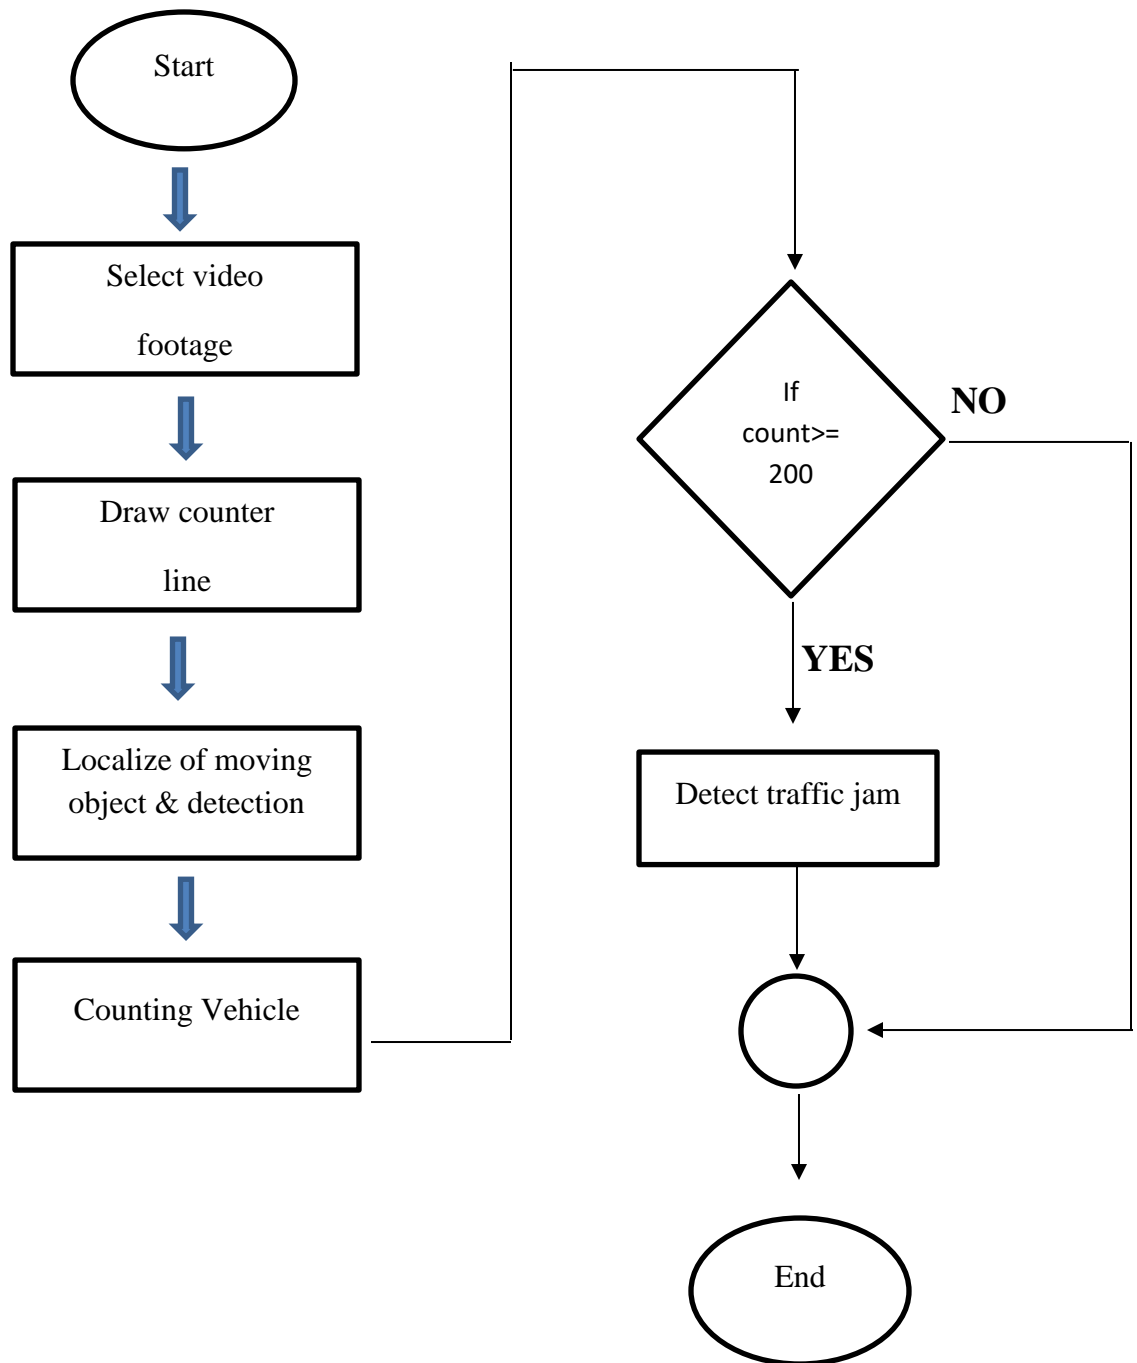 Start
Select video
footage
Draw counter
line
Localize of moving
object & detection
Counting Vehicle
If
count>=
200
NO
YES
Detect traffic jam
End